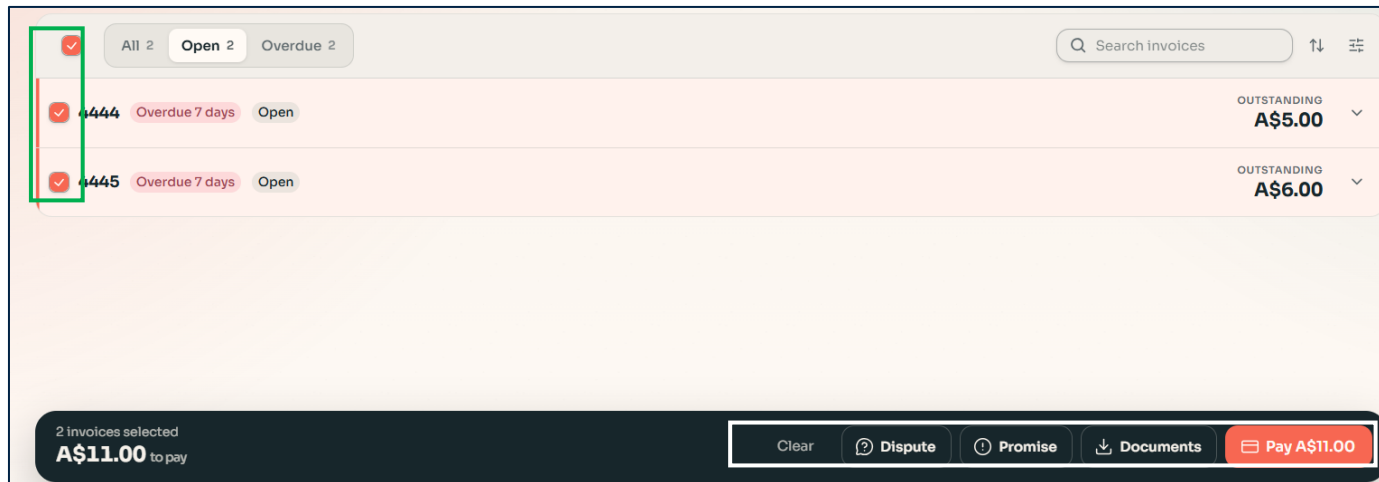 All 2 Open 2 Overdue 2 Search invoices
4444 Overdue 7 days Open OUTSTANDING A$5.00
4445 Overdue 7 days Open OUTSTANDING A$6.00
2 invoices selected
A$11.00 to pay Clear Dispute Promise Documents Pay A$11.00